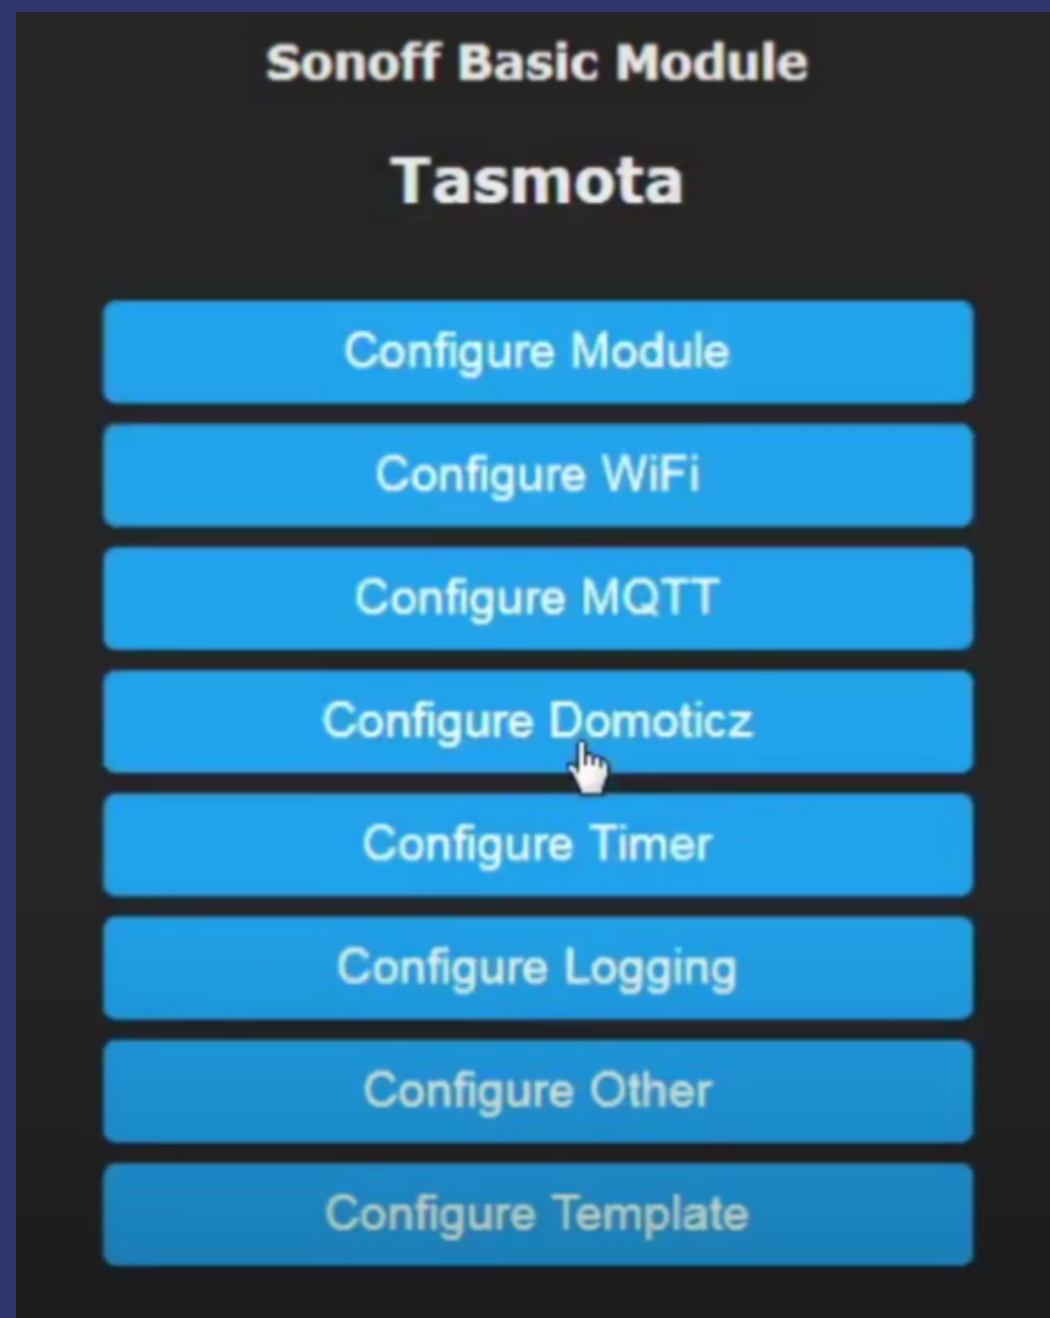 Sonoff Basic Module
Tasmota
Configure Module
Configure WiFi
Configure MQTT
Configure Domoticz
Configure Timer
Configure Logging
Configure Other
Configure Template